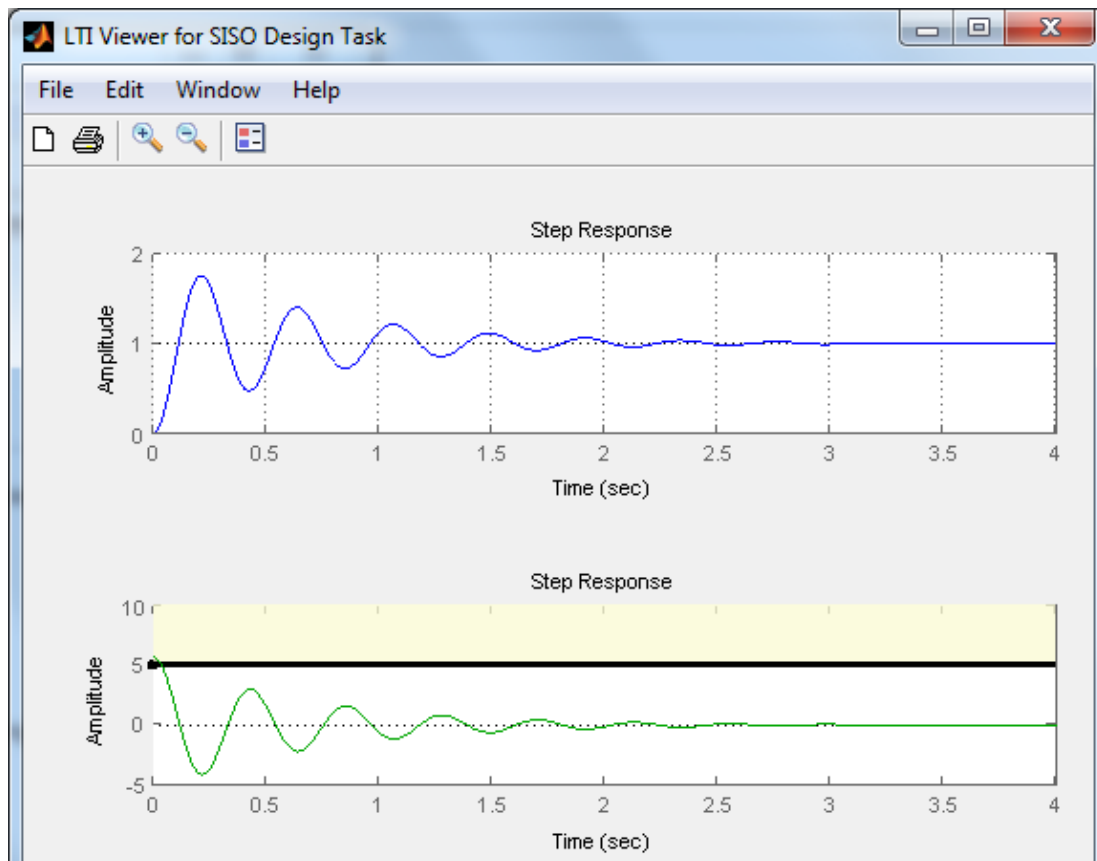 LTI Viewer for SISO Design Task
File Edit Window Help
Step Response
2
1
0
Amplitude
0 0.5 1 1.5 2 2.5 3 3.5 4
Time (sec)
Step Response
10
5
0
-5
Amplitude
0 0.5 1 1.5 2 2.5 3 3.5 4
Time (sec)